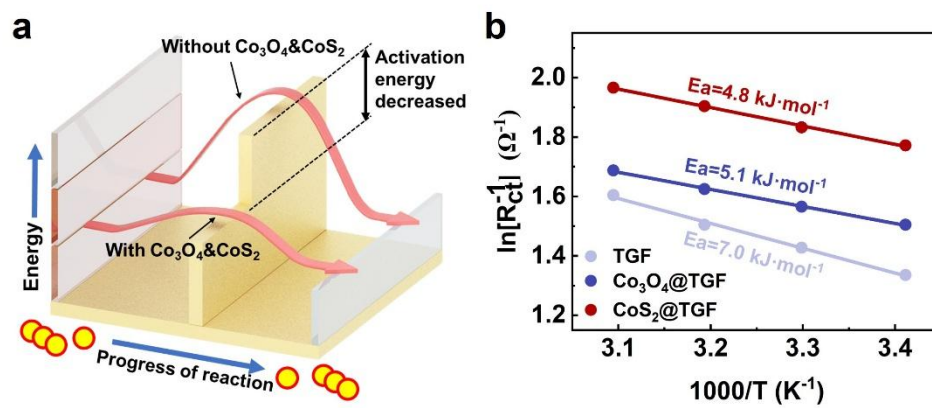 a
Without Co₃O₄&CoS₂
Activation
energy
decreased
Energy
With Co₃O₄&CoS₂
Progress of reaction
b
ln[R⁻¹ct] (Ω⁻¹)
2.0
1.8
1.6
1.4
1.2
Ea=4.8 kJ·mol⁻¹
Ea=5.1 kJ·mol⁻¹
Ea=7.0 kJ·mol⁻¹
TGF
Co₃O₄@TGF
CoS₂@TGF
3.1 3.2 3.3 3.4
1000/T (K⁻¹)